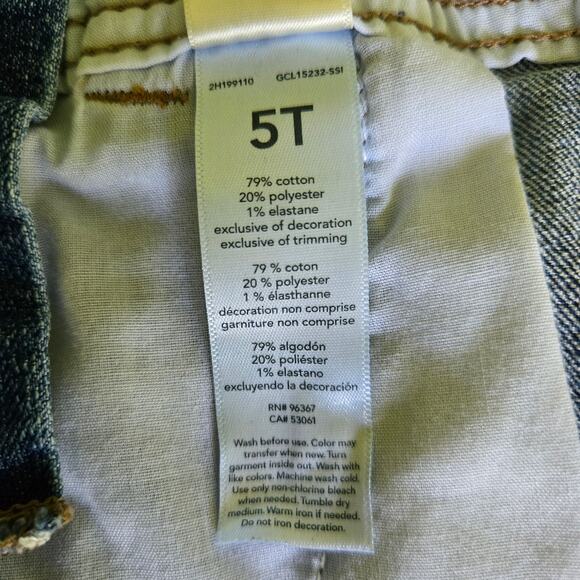 2H199110 GCL15232-SSI
5T
79% cotton
20% polyester
1% elastane
exclusive of decoration
exclusive of trimming
79 % coton
20 % polyester
1 % élasthanne
décoration non comprise
garniture non comprise
79% algodón
20% poliéster
1% elastano
excluyendo la decoración
RN# 96367
CA# 53061
Wash before use. Color may
transfer when new. Turn
garment inside out. Wash with
like colors. Machine wash cold.
Use only non-chlorine bleach
when needed. Tumble dry
medium. Warm iron if needed.
Do not iron decoration.